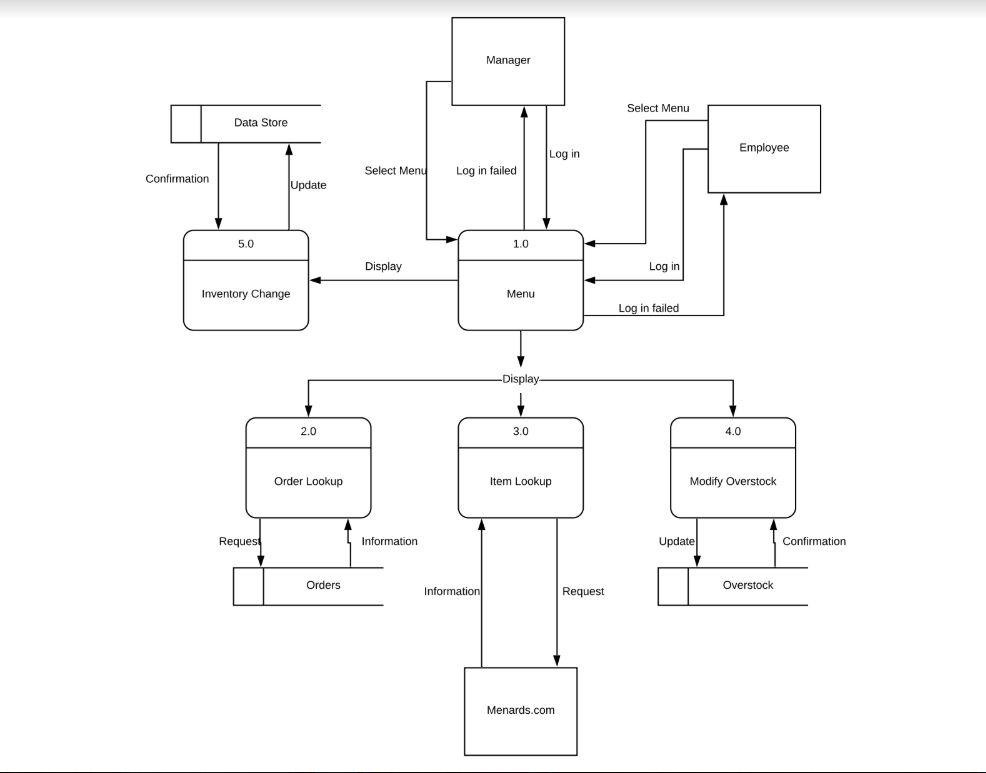 Manager
Select Menu
Data Store
Employee
Log in
Confirmation
Update
Select Menu
Log in failed
5.0
1.0
Display
Log in
Inventory Change
Menu
Log in failed
Display
2.0
3.0
4.0
Order Lookup
Item Lookup
Modify Overstock
Request
Information
Update
Confirmation
Orders
Information
Request
Overstock
Menards.com